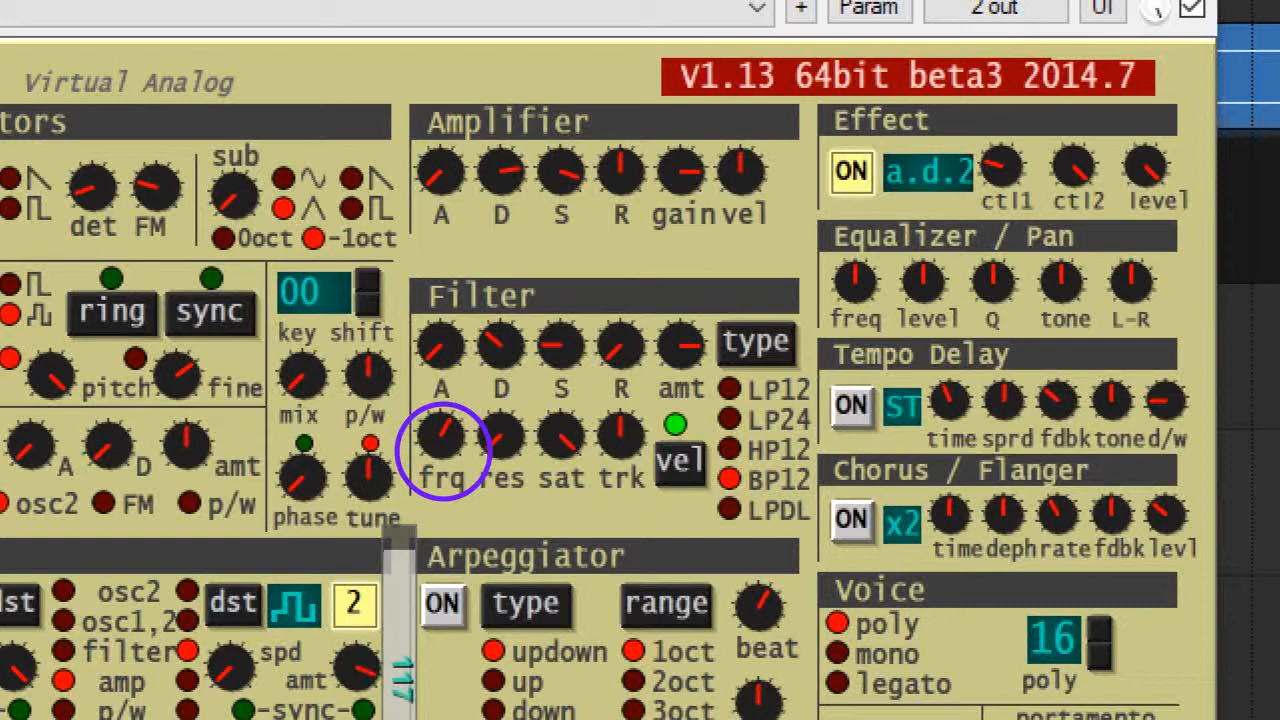 + Param 2 out UI
Virtual Analog
V1.13 64bit beta3 2014.7
tors
sub
det FM
0oct -1oct
ring sync
00
key shift
pitch fine
mix p/w
A D amt
osc2 FM p/w
phase tune
Amplifier
A D S R gain vel
Filter
type
A D S R amt
LP12
LP24
HP12
BP12
LPDL
frq res sat trk vel
Effect
ON a.d.2
ctl1 ctl2 level
Equalizer / Pan
freq level Q tone L-R
Tempo Delay
ON ST
time sprd fdbk tone d/w
Chorus / Flanger
ON x2
time deph rate fdbk levl
dst osc2 dst 2
osc1,2
filter spd
amp amt
p/w -sync-
117
Arpeggiator
ON type range
beat
updown 1oct
up 2oct
down 3oct
Voice
poly 16
mono
legato poly
portamento